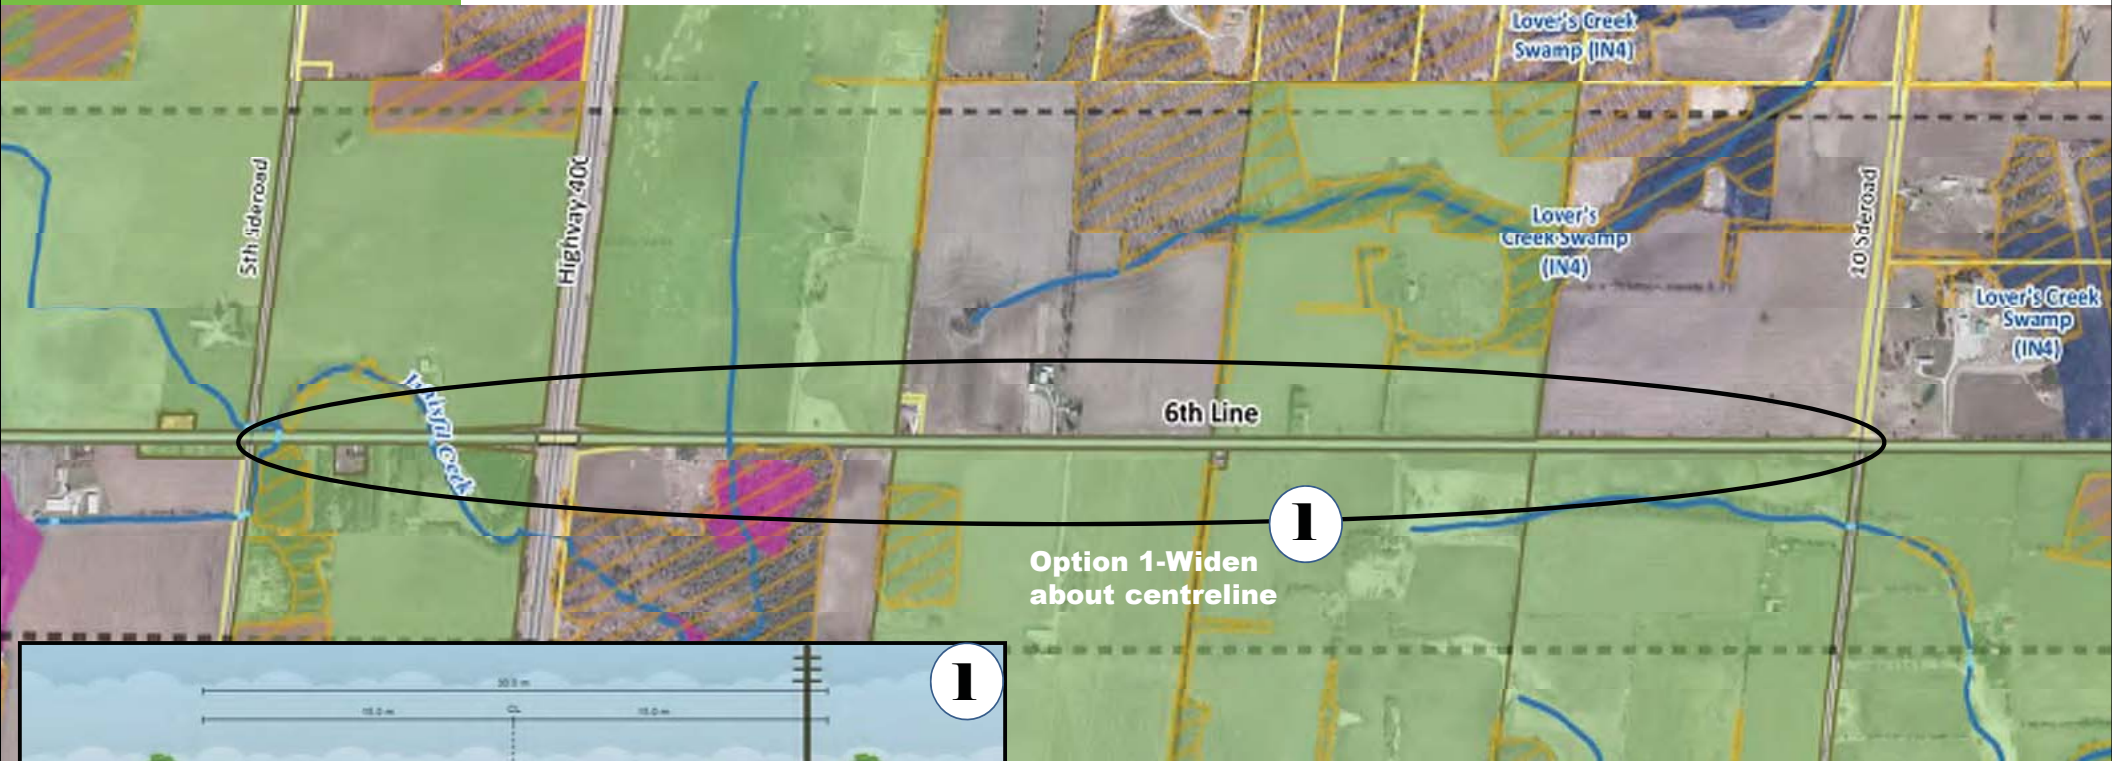 Lover's Creek
Swamp (IN4)
5th Sideroad
Highway 400
Lover's
Creek Swamp
(IN4)
10 Sideroad
Lover's Creek
Swamp
(IN4)
Innisfil Creek
6th Line
1
Option 1-Widen
about centreline
1
30.0 m
15.0 m
CL
15.0 m